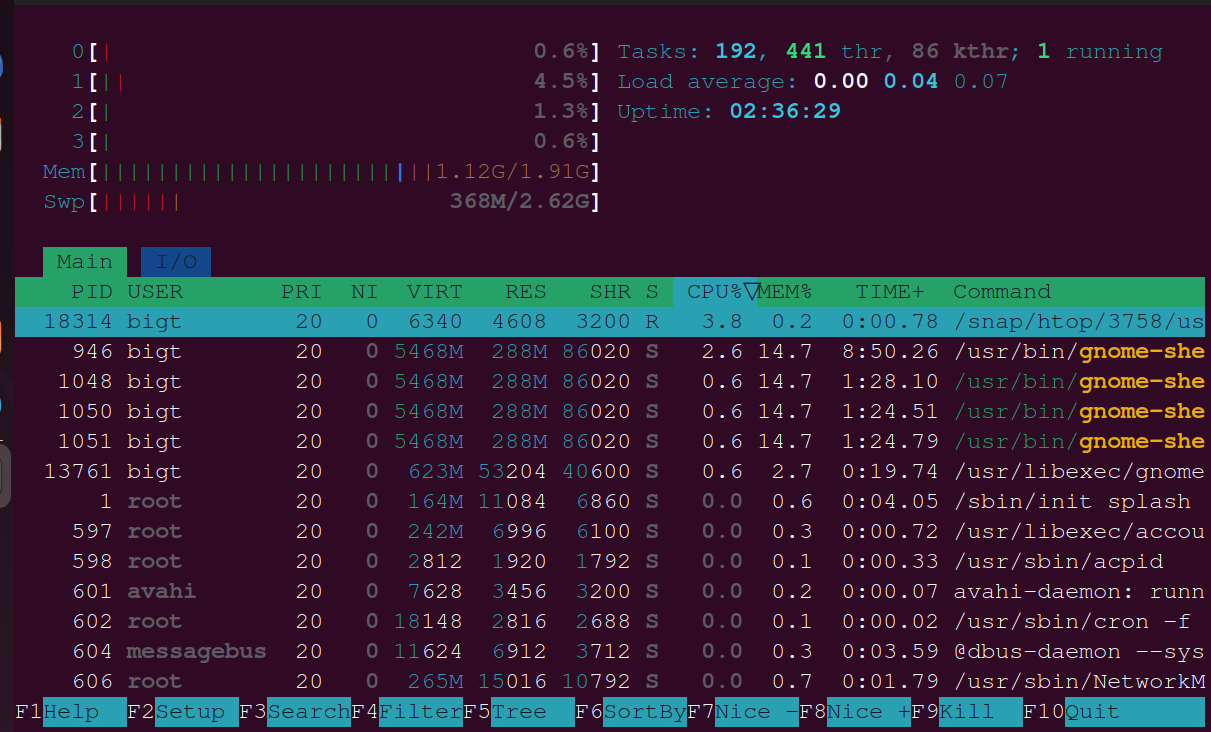 0[| 0.6%] Tasks: 192, 441 thr, 86 kthr; 1 running
1[|| 4.5%] Load average: 0.00 0.04 0.07
2[| 1.3%] Uptime: 02:36:29
3[| 0.6%]
Mem[||||||||||||||||||||||||1.12G/1.91G]
Swp[|||||| 368M/2.62G]
Main I/O
PID USER PRI NI VIRT RES SHR S CPU%▽MEM% TIME+ Command
18314 bigt 20 0 6340 4608 3200 R 3.8 0.2 0:00.78 /snap/htop/3758/us
946 bigt 20 0 5468M 288M 86020 S 2.6 14.7 8:50.26 /usr/bin/gnome-she
1048 bigt 20 0 5468M 288M 86020 S 0.6 14.7 1:28.10 /usr/bin/gnome-she
1050 bigt 20 0 5468M 288M 86020 S 0.6 14.7 1:24.51 /usr/bin/gnome-she
1051 bigt 20 0 5468M 288M 86020 S 0.6 14.7 1:24.79 /usr/bin/gnome-she
13761 bigt 20 0 623M 53204 40600 S 0.6 2.7 0:19.74 /usr/libexec/gnome
1 root 20 0 164M 11084 6860 S 0.0 0.6 0:04.05 /sbin/init splash
597 root 20 0 242M 6996 6100 S 0.0 0.3 0:00.72 /usr/libexec/accou
598 root 20 0 2812 1920 1792 S 0.0 0.1 0:00.33 /usr/sbin/acpid
601 avahi 20 0 7628 3456 3200 S 0.0 0.2 0:00.07 avahi-daemon: runn
602 root 20 0 18148 2816 2688 S 0.0 0.1 0:00.02 /usr/sbin/cron -f
604 messagebus 20 0 11624 6912 3712 S 0.0 0.3 0:03.59 @dbus-daemon --sys
606 root 20 0 265M 15016 10792 S 0.0 0.7 0:01.79 /usr/sbin/NetworkM
F1Help F2Setup F3SearchF4FilterF5Tree F6SortByF7Nice -F8Nice +F9Kill F10Quit